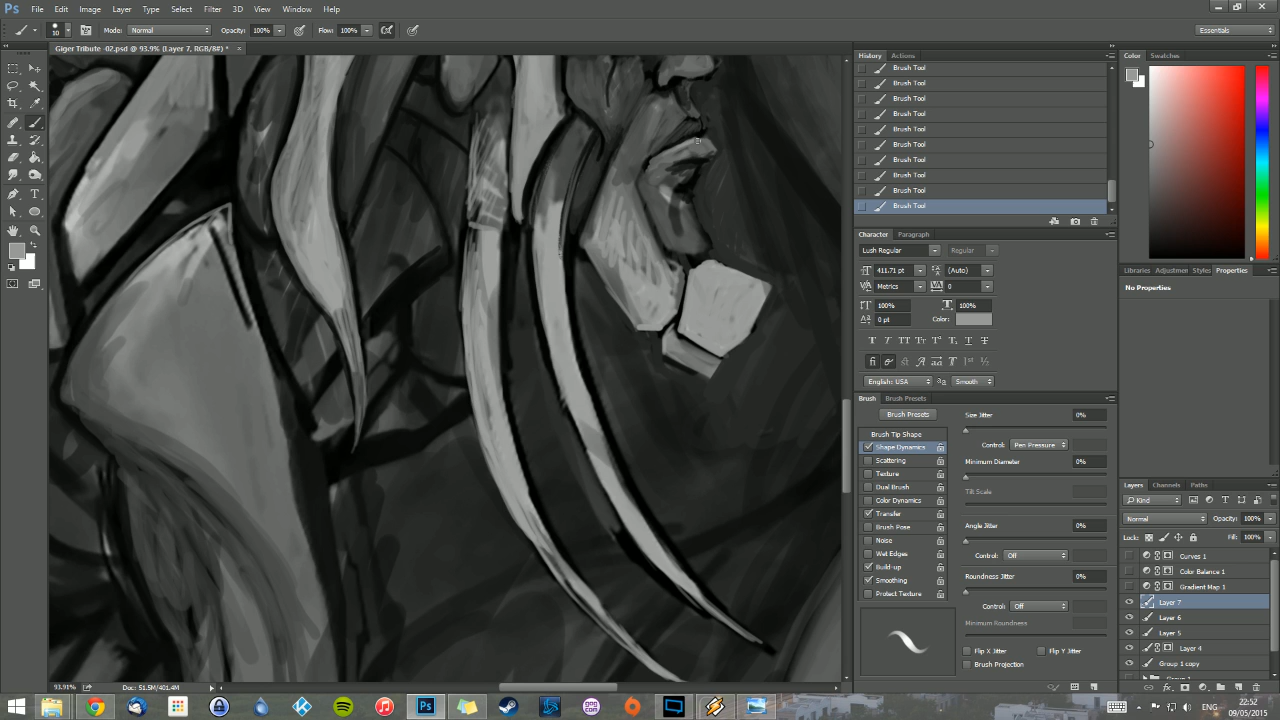 Ps File Edit Image Layer Type Select Filter 3D View Window Help
10 Mode: Normal Opacity: 100% Flow: 100% Essentials
Giger Tribute -02.psd @ 93.9% (Layer 7, RGB/8#) * ×
History Actions
Brush Tool
Brush Tool
Brush Tool
Brush Tool
Brush Tool
Brush Tool
Brush Tool
Brush Tool
Brush Tool
Brush Tool
Character Paragraph
Lush Regular Regular
411.71 pt (Auto)
Metrics 0
100% 100%
0 pt Color:
English: USA aa Smooth
Brush Brush Presets
Brush Presets Size Jitter 0%
Brush Tip Shape
Control: Pen Pressure
Shape Dynamics
Scattering Minimum Diameter 0%
Texture
Tilt Scale
Dual Brush
Color Dynamics
Transfer
Angle Jitter 0%
Brush Pose
Noise
Wet Edges Control: Off
Build-up
Smoothing Roundness Jitter 0%
Protect Texture
Control: Off
Minimum Roundness
Flip X Jitter Flip Y Jitter
Brush Projection
Color Swatches
Libraries Adjustmen Styles Properties
No Properties
Layers Channels Paths
Kind
Normal Opacity: 100%
Lock: Fill: 100%
Curves 1
Color Balance 1
Gradient Map 1
Layer 7
Layer 6
Layer 5
Layer 4
Group 1 copy
Group 1
93.91% Doc: 51.5M/401.4M
Ps gog.com 22:52
09/05/2015